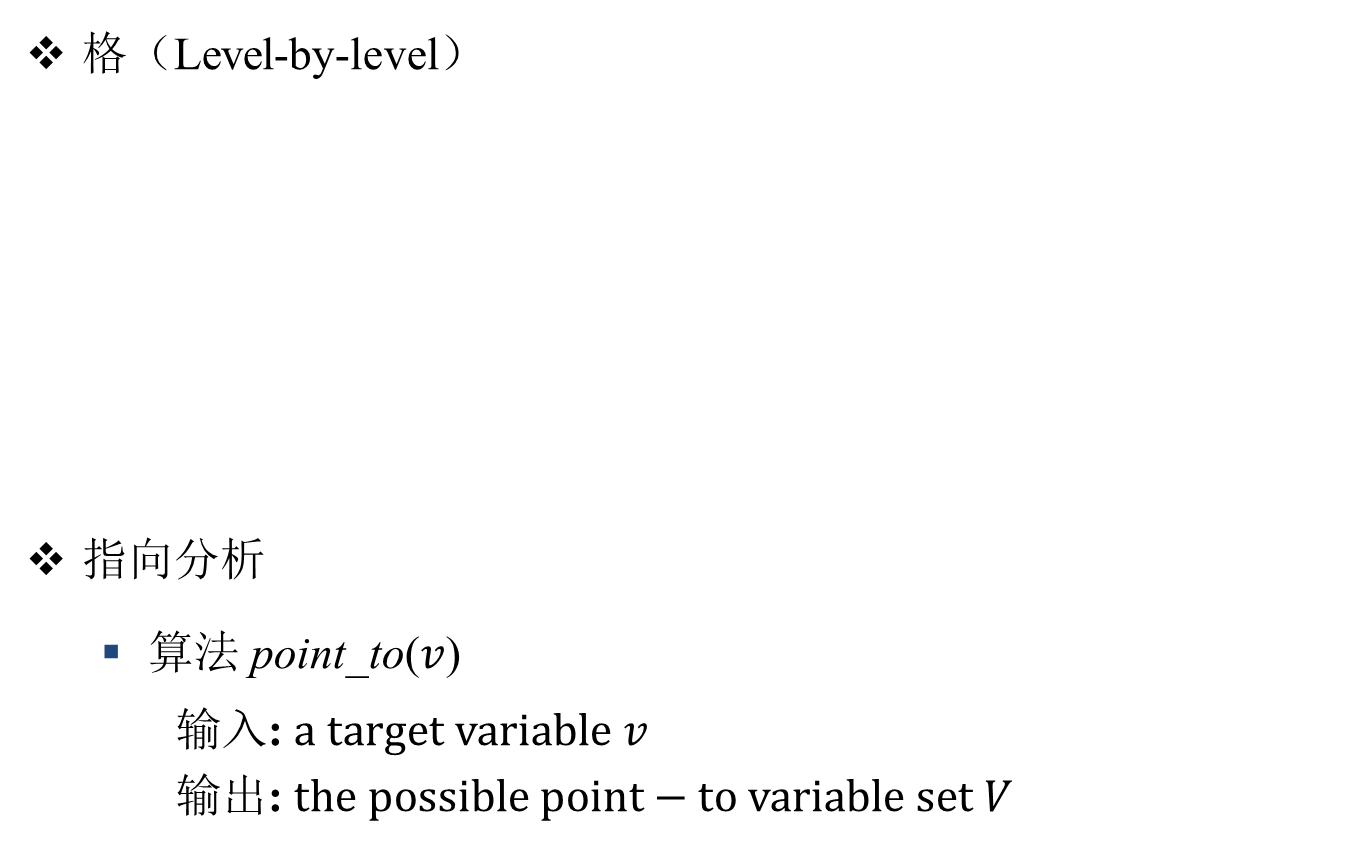 ❖ 格（Level-by-level）
❖ 指向分析
▪ 算法 point_to(v)
输入: a target variable v
输出: the possible point − to variable set V